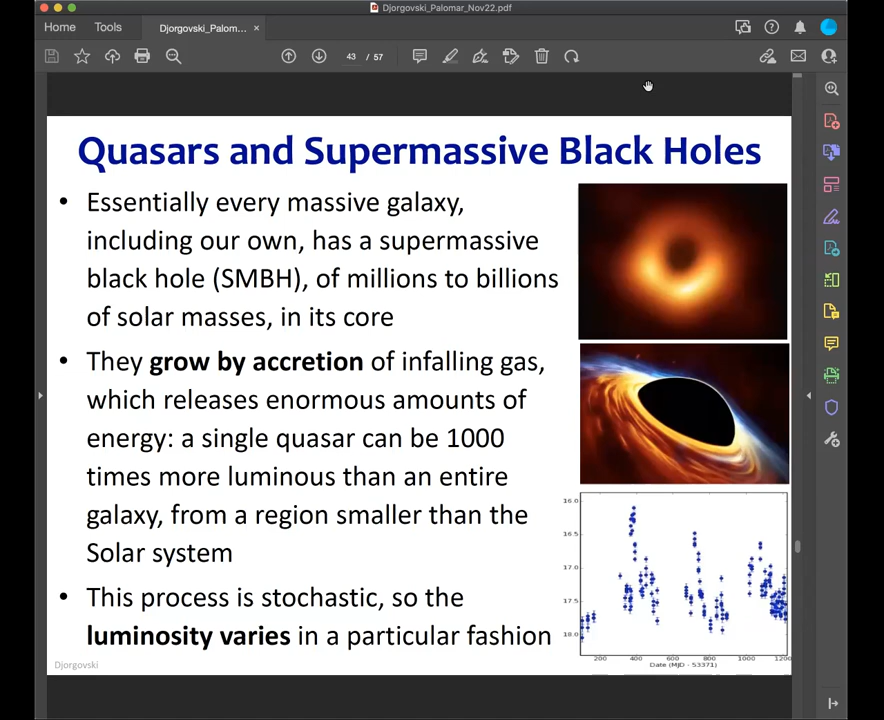 Djorgovski_Palomar_Nov22.pdf
Home Tools Djorgovski_Palom... ×
43 / 57
Quasars and Supermassive Black Holes
• Essentially every massive galaxy,
including our own, has a supermassive
black hole (SMBH), of millions to billions
of solar masses, in its core
• They grow by accretion of infalling gas,
which releases enormous amounts of
energy: a single quasar can be 1000
times more luminous than an entire
galaxy, from a region smaller than the
Solar system
• This process is stochastic, so the
luminosity varies in a particular fashion
16.0
16.5
17.0
17.5
18.0
200 400 600 800 1000 1200
Date (MJD - 53371)
Djorgovski